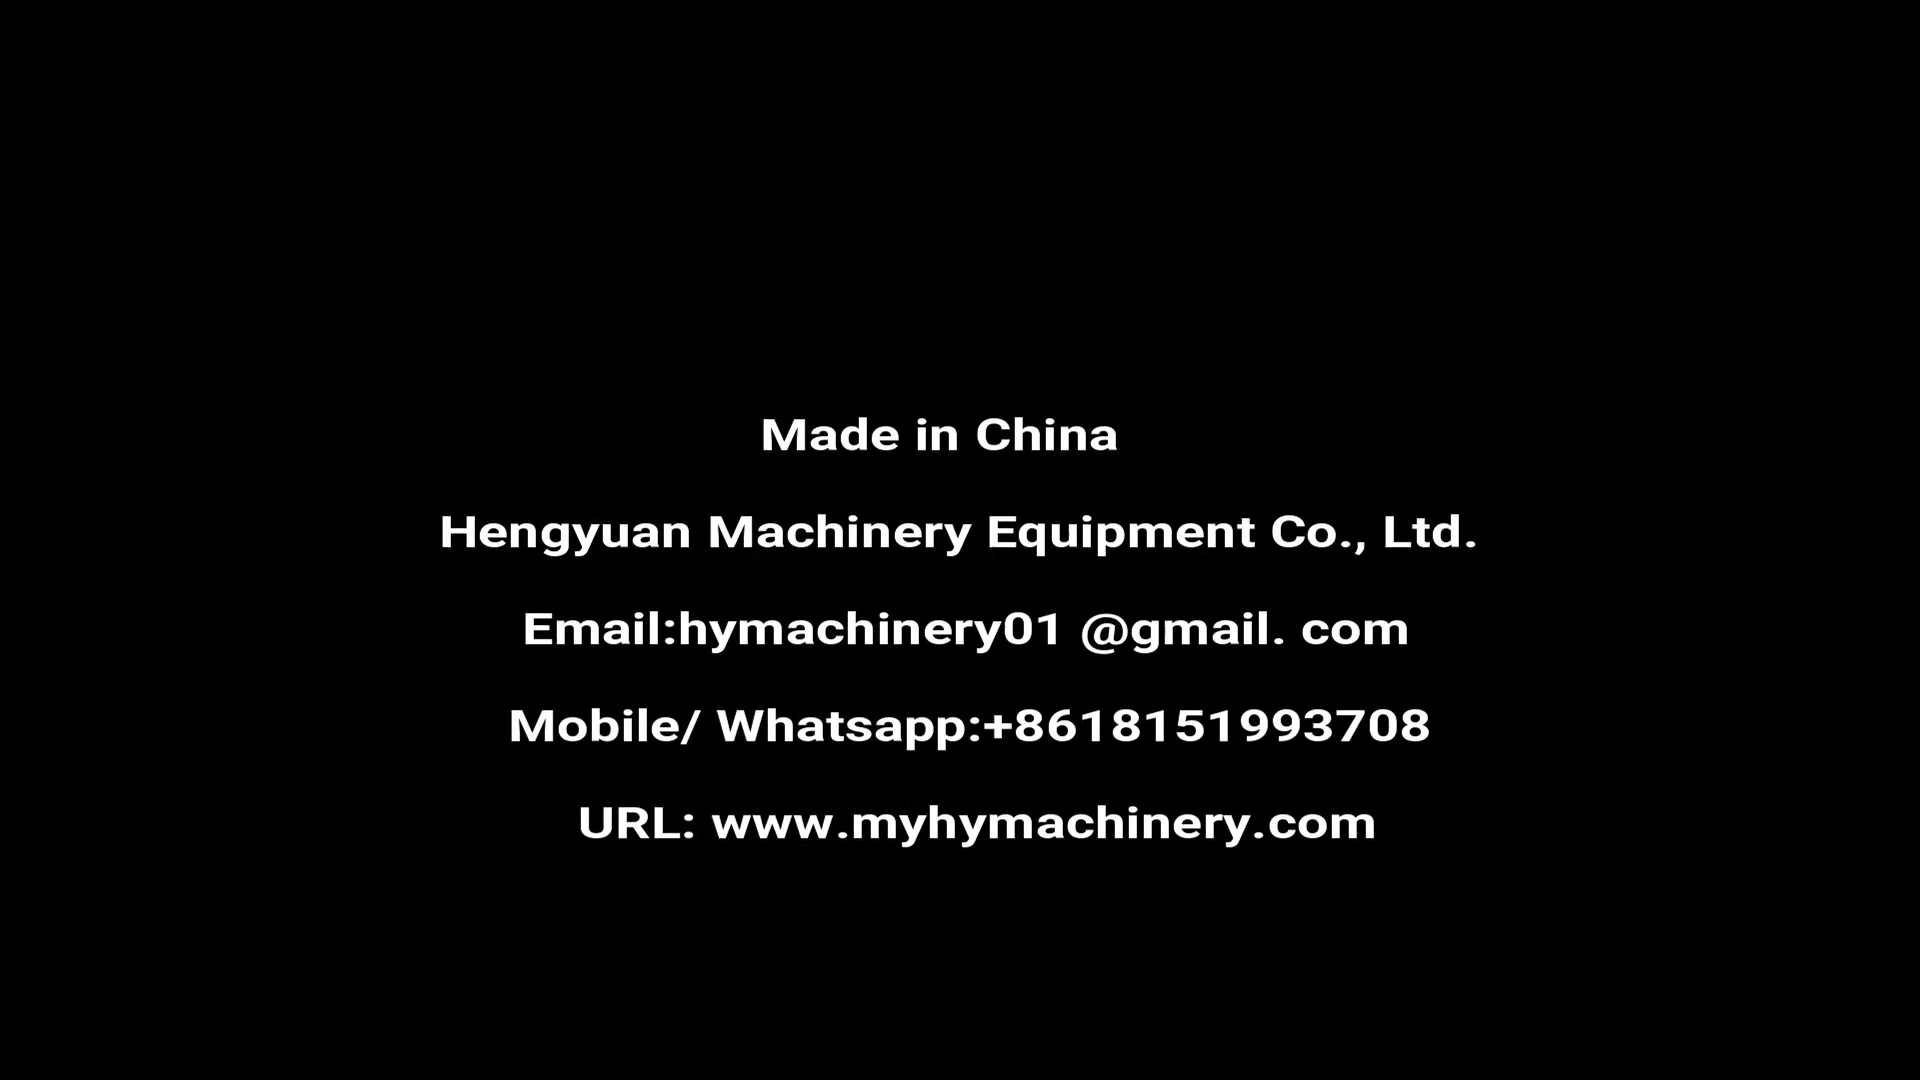 Made in China
Hengyuan Machinery Equipment Co., Ltd.
Email:hymachinery01 @gmail. com
Mobile/ Whatsapp:+8618151993708
URL: www.myhymachinery.com